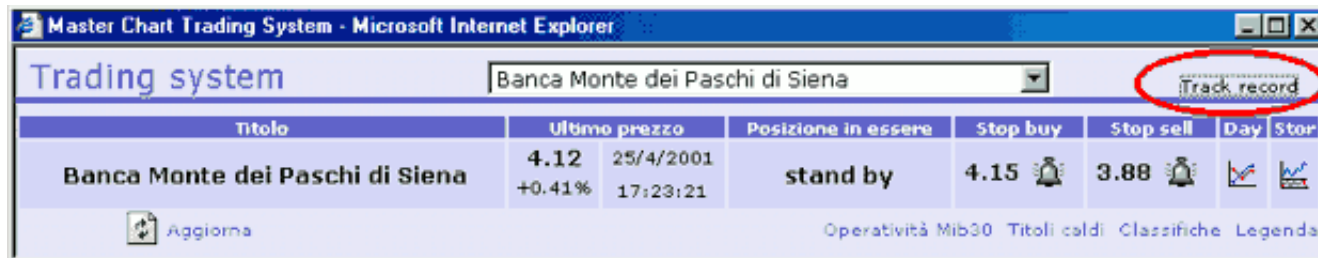 Master Chart Trading System - Microsoft Internet Explorer
Trading system Banca Monte dei Paschi di Siena Track record
Titolo Ultimo prezzo Posizione in essere Stop buy Stop sell Day Stor
Banca Monte dei Paschi di Siena 4.12 25/4/2001 stand by 4.15 3.88
+0.41% 17:23:21
Aggiorna Operatività Mib30 Titoli caldi Classifiche Legenda